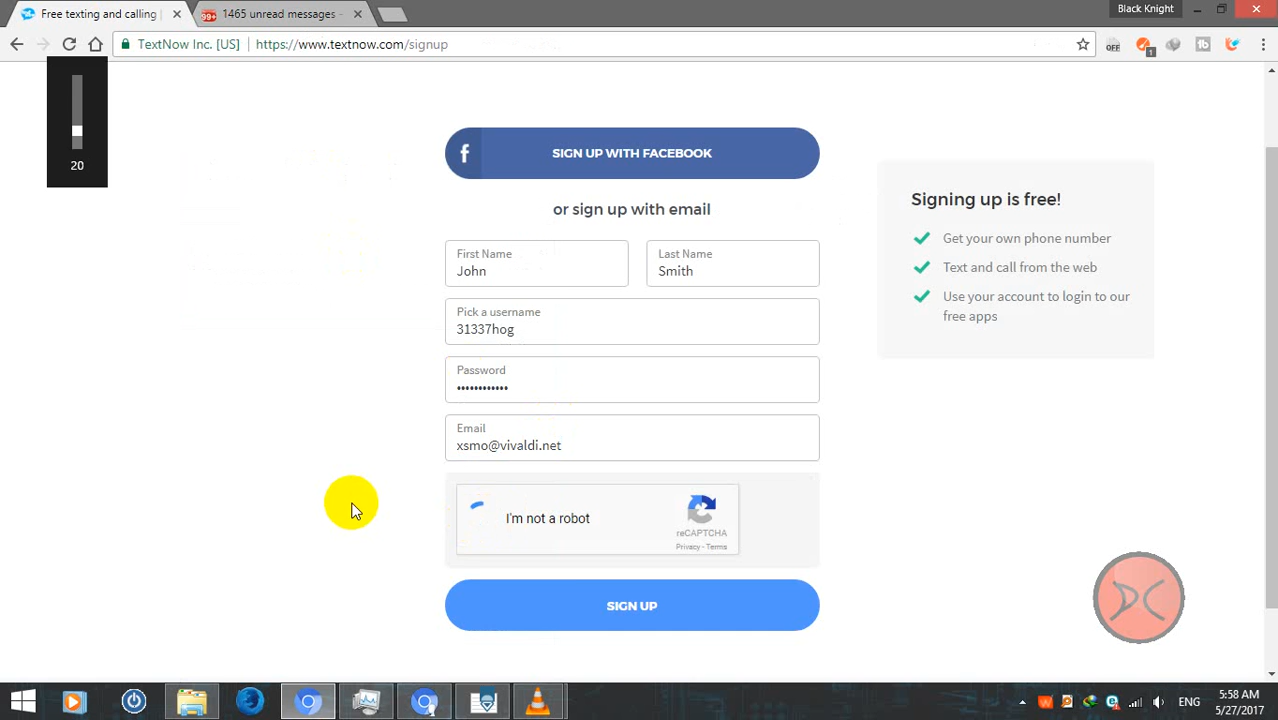 Black Knight
Free texting and calling |
99+ 1465 unread messages -
TextNow Inc. [US] https://www.textnow.com/signup
OFF
1
20
f SIGN UP WITH FACEBOOK
or sign up with email
First Name
John
Last Name
Smith
Pick a username
31337hog
Password
••••••••••••
Email
xsmo@vivaldi.net
I'm not a robot
reCAPTCHA
Privacy - Terms
SIGN UP
Signing up is free!
Get your own phone number
Text and call from the web
Use your account to login to our
free apps
DC
ENG
5:58 AM
5/27/2017